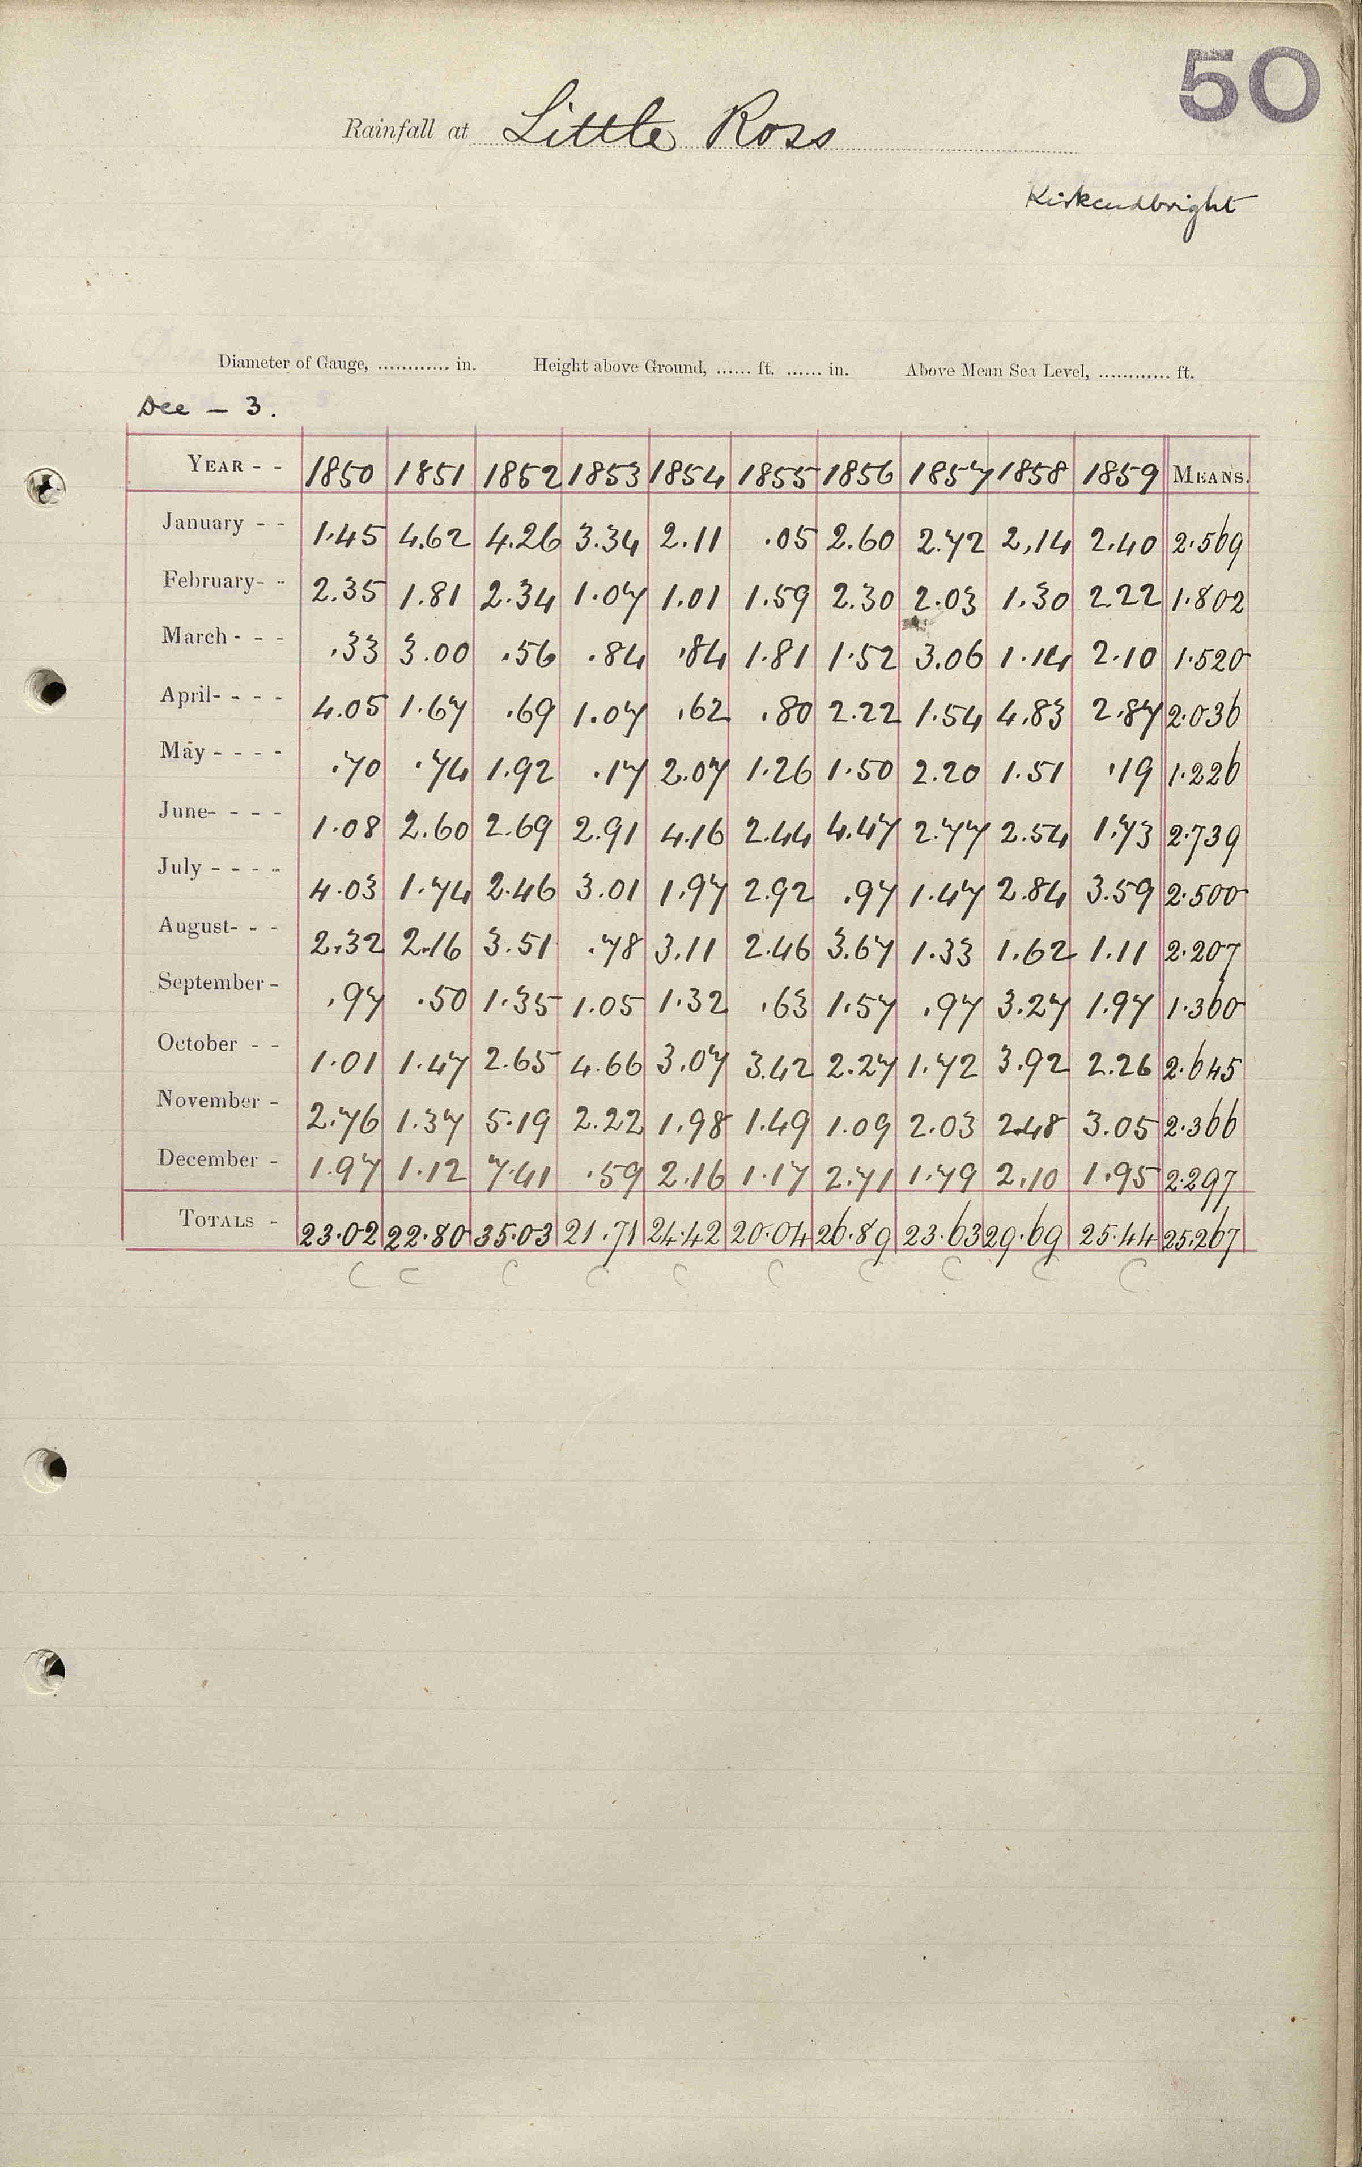 50
Rainfall at Little Ross
Kirkcudbright
Diameter of Gauge, ............ in. Height above Ground, ...... ft. ...... in. Above Mean Sea Level, ............ ft.
Dee - 3.
YEAR - - 1850 1851 1852 1853 1854 1855 1856 1857 1858 1859 MEANS.
January - - 1.45 4.62 4.26 3.34 2.11 .05 2.60 2.72 2.14 2.40 2.569
February - - 2.35 1.81 2.34 1.07 1.01 1.59 2.30 2.03 1.30 2.22 1.802
March - - - .33 3.00 .56 .84 .84 1.81 1.52 3.06 1.14 2.10 1.520
April - - - - 4.05 1.67 .69 1.07 .62 .80 2.22 1.54 4.83 2.87 2.036
May - - - - .70 .74 1.92 .17 2.07 1.26 1.50 2.20 1.51 .19 1.226
June - - - - 1.08 2.60 2.69 2.91 4.16 2.44 4.47 2.77 2.54 1.73 2.739
July - - - - 4.03 1.74 2.46 3.01 1.97 2.92 .97 1.47 2.84 3.59 2.500
August - - - 2.32 2.16 3.51 .78 3.11 2.46 3.67 1.33 1.62 1.11 2.207
September - .97 .50 1.35 1.05 1.32 .63 1.57 .97 3.27 1.97 1.360
October - - 1.01 1.47 2.65 4.66 3.07 3.42 2.27 1.72 3.92 2.26 2.645
November - 2.76 1.37 5.19 2.22 1.98 1.49 1.09 2.03 2.48 3.05 2.366
December - 1.97 1.12 7.41 .59 2.16 1.17 2.71 1.79 2.10 1.95 2.297
TOTALS - 23.02 22.80 35.03 21.71 24.42 20.04 26.89 23.63 29.69 25.44 25.267
C C C C C C C C C C